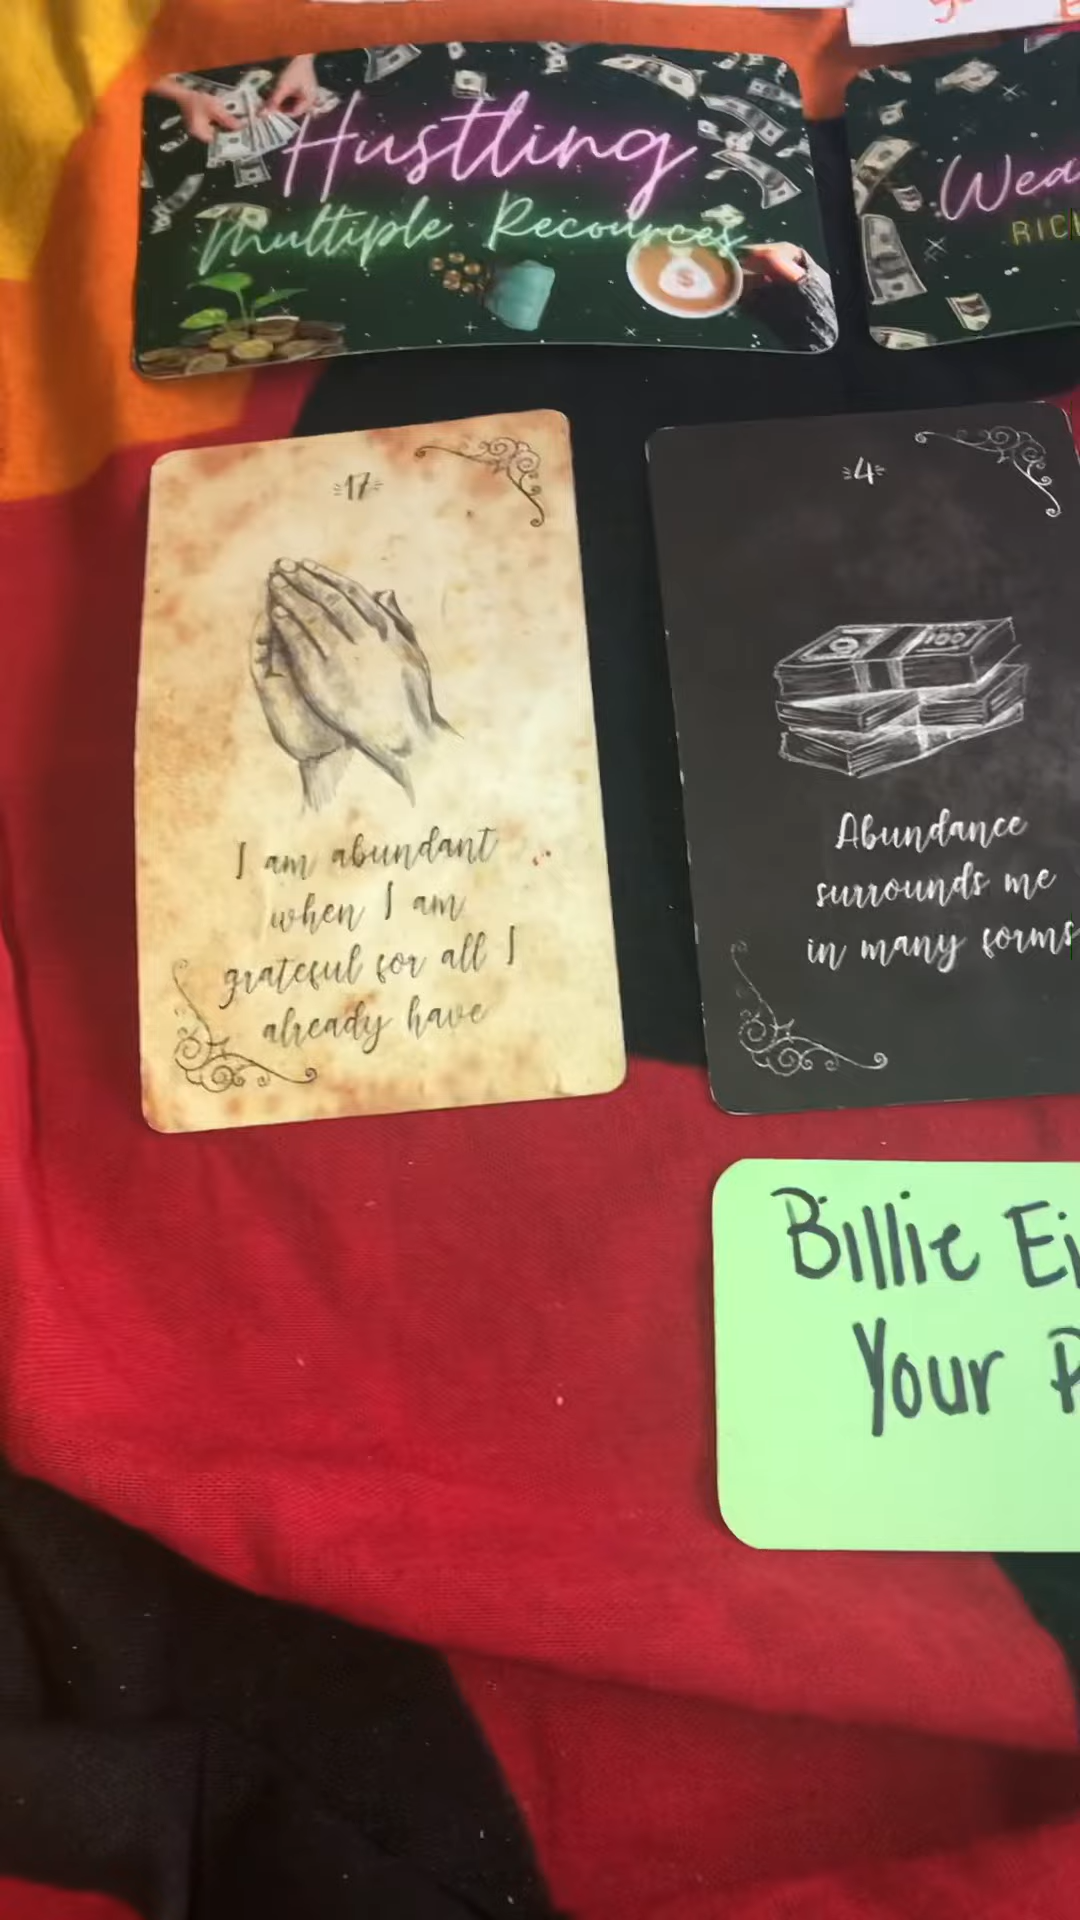 Hustling
Multiple Recources
17
I am abundant
when I am
grateful for all I
already have
4
100
Abundance
surrounds me
in many forms
Billie
Your